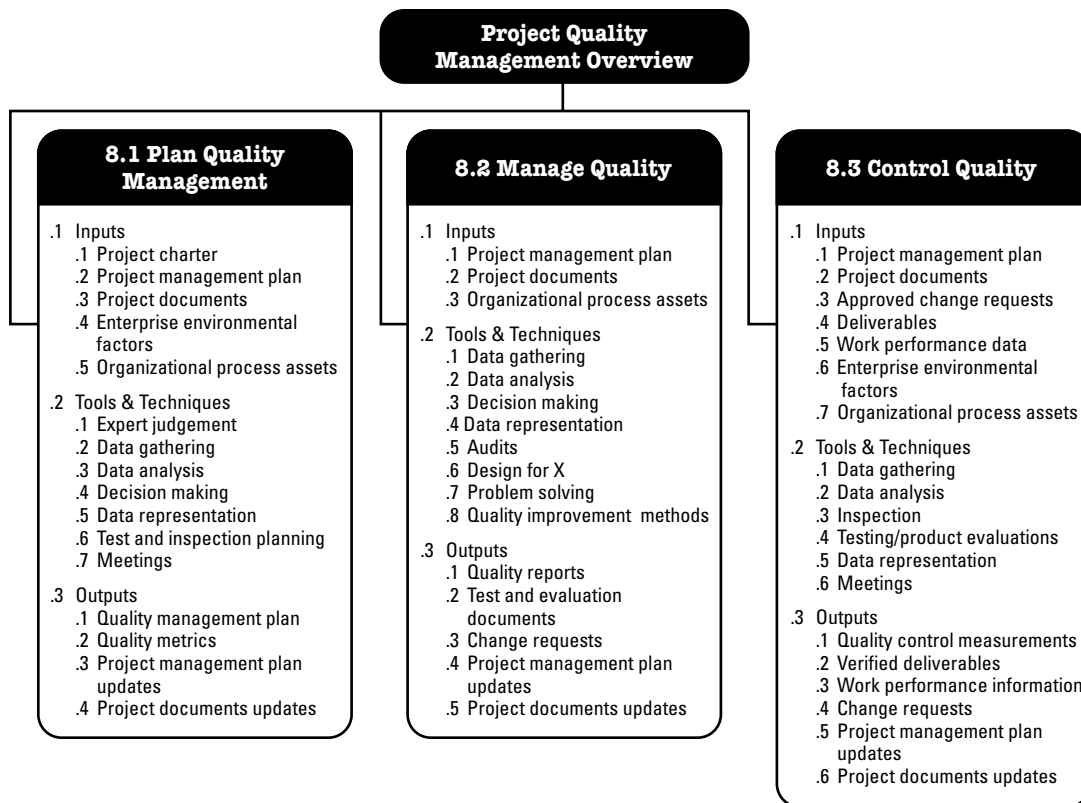 Project Quality
Management Overview
8.1 Plan Quality
Management
.1 Inputs
.1 Project charter
.2 Project management plan
.3 Project documents
.4 Enterprise environmental
factors
.5 Organizational process assets
.2 Tools & Techniques
.1 Expert judgement
.2 Data gathering
.3 Data analysis
.4 Decision making
.5 Data representation
.6 Test and inspection planning
.7 Meetings
.3 Outputs
.1 Quality management plan
.2 Quality metrics
.3 Project management plan
updates
.4 Project documents updates
8.2 Manage Quality
.1 Inputs
.1 Project management plan
.2 Project documents
.3 Organizational process assets
.2 Tools & Techniques
.1 Data gathering
.2 Data analysis
.3 Decision making
.4 Data representation
.5 Audits
.6 Design for X
.7 Problem solving
.8 Quality improvement methods
.3 Outputs
.1 Quality reports
.2 Test and evaluation
documents
.3 Change requests
.4 Project management plan
updates
.5 Project documents updates
8.3 Control Quality
.1 Inputs
.1 Project management plan
.2 Project documents
.3 Approved change requests
.4 Deliverables
.5 Work performance data
.6 Enterprise environmental
factors
.7 Organizational process assets
.2 Tools & Techniques
.1 Data gathering
.2 Data analysis
.3 Inspection
.4 Testing/product evaluations
.5 Data representation
.6 Meetings
.3 Outputs
.1 Quality control measurements
.2 Verified deliverables
.3 Work performance information
.4 Change requests
.5 Project management plan
updates
.6 Project documents updates